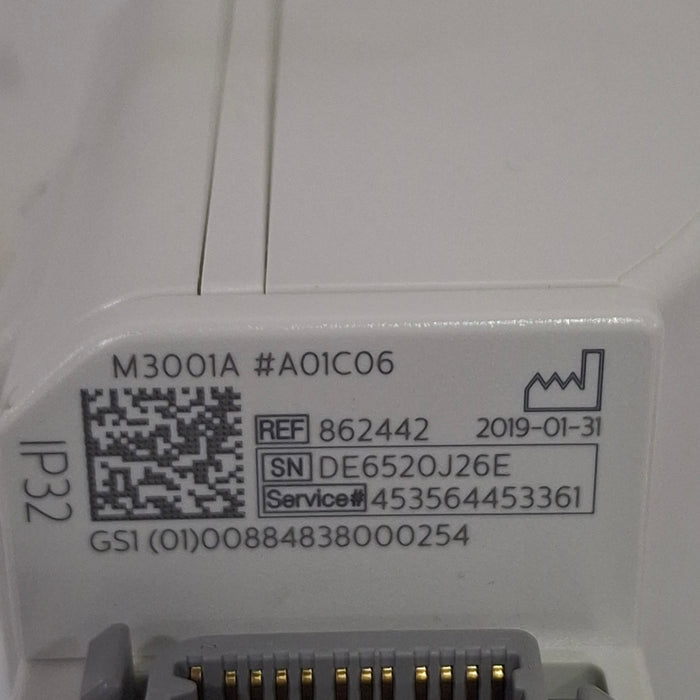 M3001A #A01C06
REF 862442 2019-01-31
SN DE6520J26E
Service# 453564453361
GS1 (01)00884838000254
IP32